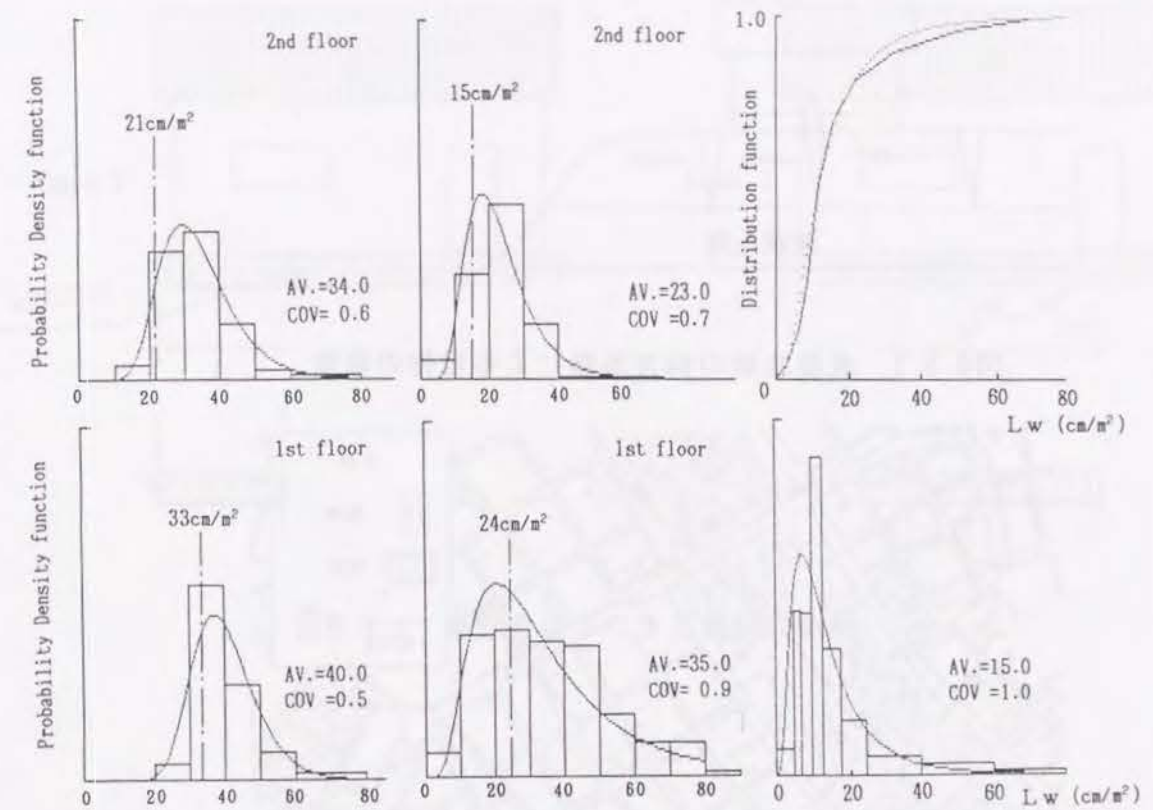 Probability Density function
2nd floor
21cm/m²
AV.=34.0
COV= 0.6
0 20 40 60 80
2nd floor
15cm/m²
AV.=23.0
COV =0.7
0 20 40 60
1.0
Distribution function
0
20 40 60 80
Lw (cm/m²)
Probability Density function
1st floor
33cm/m²
AV.=40.0
COV =0.5
0 20 40 60 80
1st floor
24cm/m²
AV.=35.0
COV= 0.9
0 20 40 60 80
AV.=15.0
COV =1.0
0 20 40 60
Lw (cm/m²)